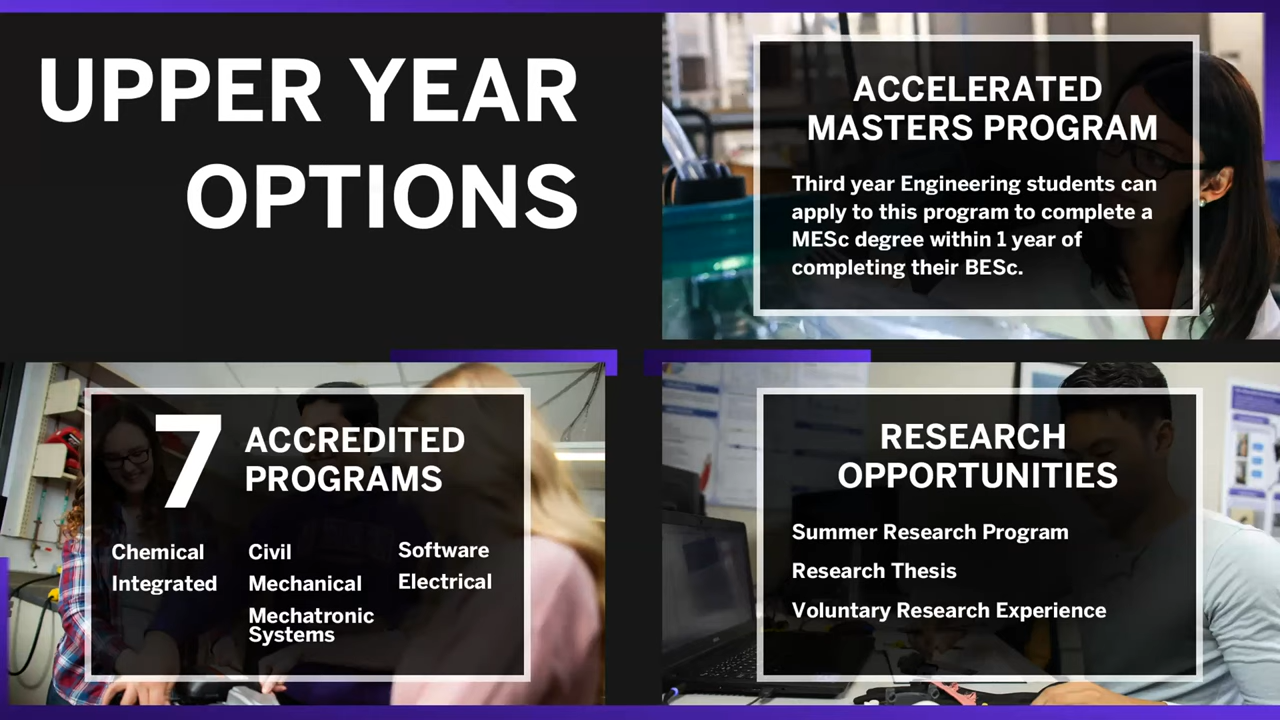 UPPER YEAR
OPTIONS
ACCELERATED
MASTERS PROGRAM
Third year Engineering students can
apply to this program to complete a
MESc degree within 1 year of
completing their BESc.
7
ACCREDITED
PROGRAMS
Chemical
Integrated
Civil
Mechanical
Mechatronic
Systems
Software
Electrical
RESEARCH
OPPORTUNITIES
Summer Research Program
Research Thesis
Voluntary Research Experience